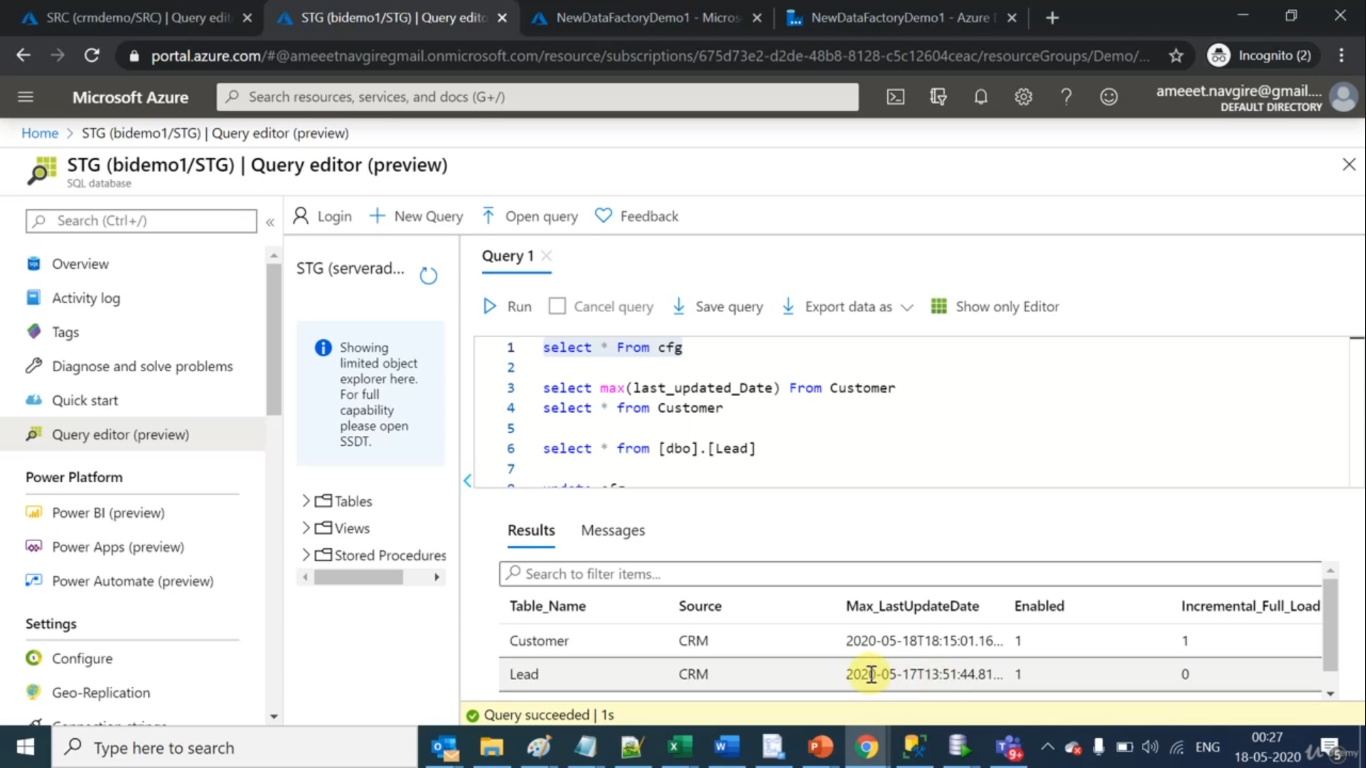 SRC (crmdemo/SRC) | Query edit
STG (bidemo1/STG) | Query edito
NewDataFactoryDemo1 - Micros
NewDataFactoryDemo1 - Azure D
portal.azure.com/#@ameeetnavgiregmail.onmicrosoft.com/resource/subscriptions/675d73e2-d2de-48b8-8128-c5c12604ceac/resourceGroups/Demo/...
Incognito (2)
Microsoft Azure
Search resources, services, and docs (G+/)
ameeet.navgire@gmail....
DEFAULT DIRECTORY
Home > STG (bidemo1/STG) | Query editor (preview)
STG (bidemo1/STG) | Query editor (preview)
SQL database
Search (Ctrl+/)
«
Overview
Activity log
Tags
Diagnose and solve problems
Quick start
Query editor (preview)
Power Platform
Power BI (preview)
Power Apps (preview)
Power Automate (preview)
Settings
Configure
Geo-Replication
Login
New Query
Open query
Feedback
STG (serverad...
Showing
limited object
explorer here.
For full
capability
please open
SSDT.
Tables
Views
Stored Procedures
Query 1
Run
Cancel query
Save query
Export data as
Show only Editor
1 select * From cfg
2
3 select max(last_updated_Date) From Customer
4 select * from Customer
5
6 select * from [dbo].[Lead]
7
Results
Messages
Search to filter items...
Table_Name Source Max_LastUpdateDate Enabled Incremental_Full_Load
Customer CRM 2020-05-18T18:15:01.16... 1 1
Lead CRM 2020-05-17T13:51:44.81... 1 0
Query succeeded | 1s
Type here to search
9+
ENG
00:27
18-05-2020
5